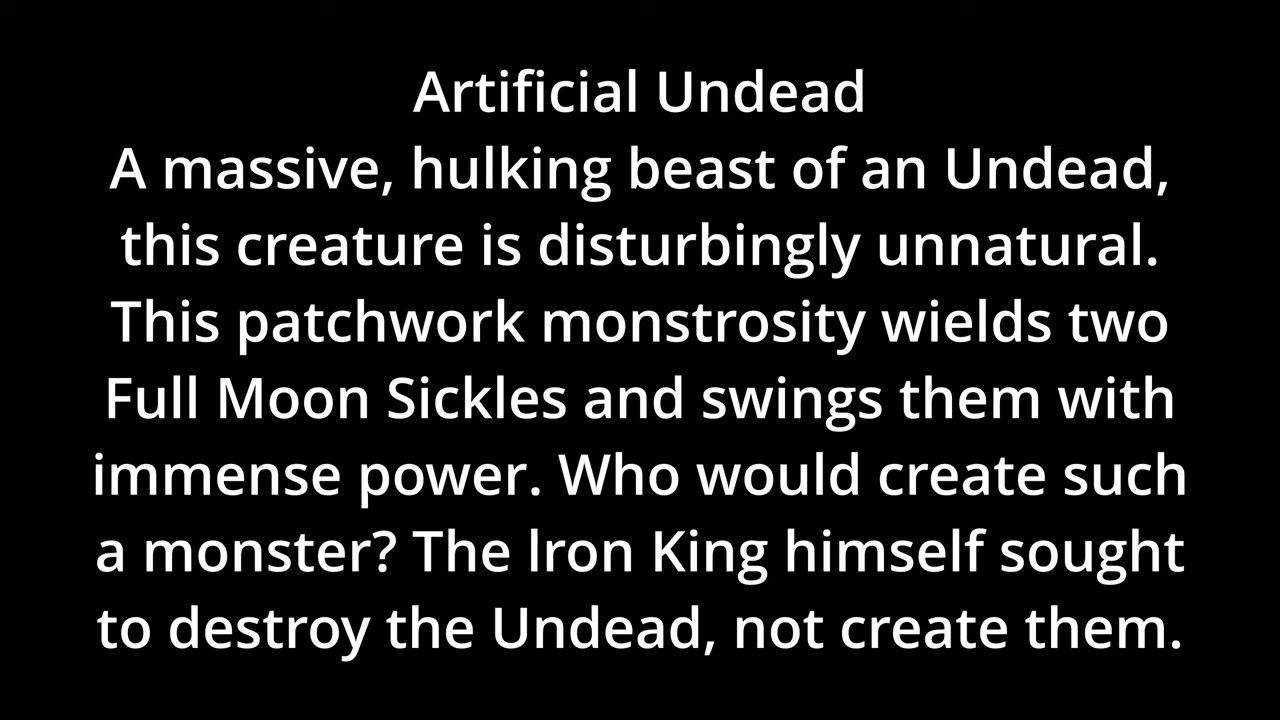 Artificial Undead
A massive, hulking beast of an Undead,
this creature is disturbingly unnatural.
This patchwork monstrosity wields two
Full Moon Sickles and swings them with
immense power. Who would create such
a monster? The lron King himself sought
to destroy the Undead, not create them.